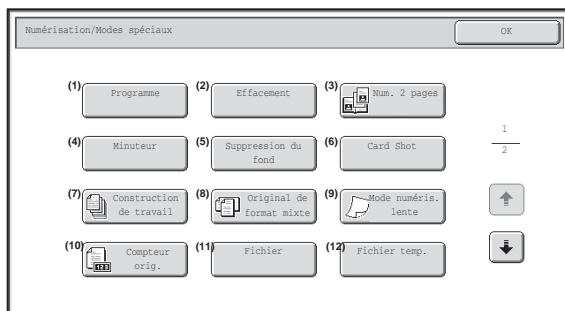 Numérisation/Modes spéciaux
OK
(1) Programme
(2) Effacement
(3) Num. 2 pages
(4) Minuteur
(5) Suppression du
fond
(6) Card Shot
1
2
(7) Construction
de travail
(8) Original de
format mixte
(9) Mode numéris.
lente
(10) Compteur
orig.
123
(11) Fichier
(12) Fichier temp.